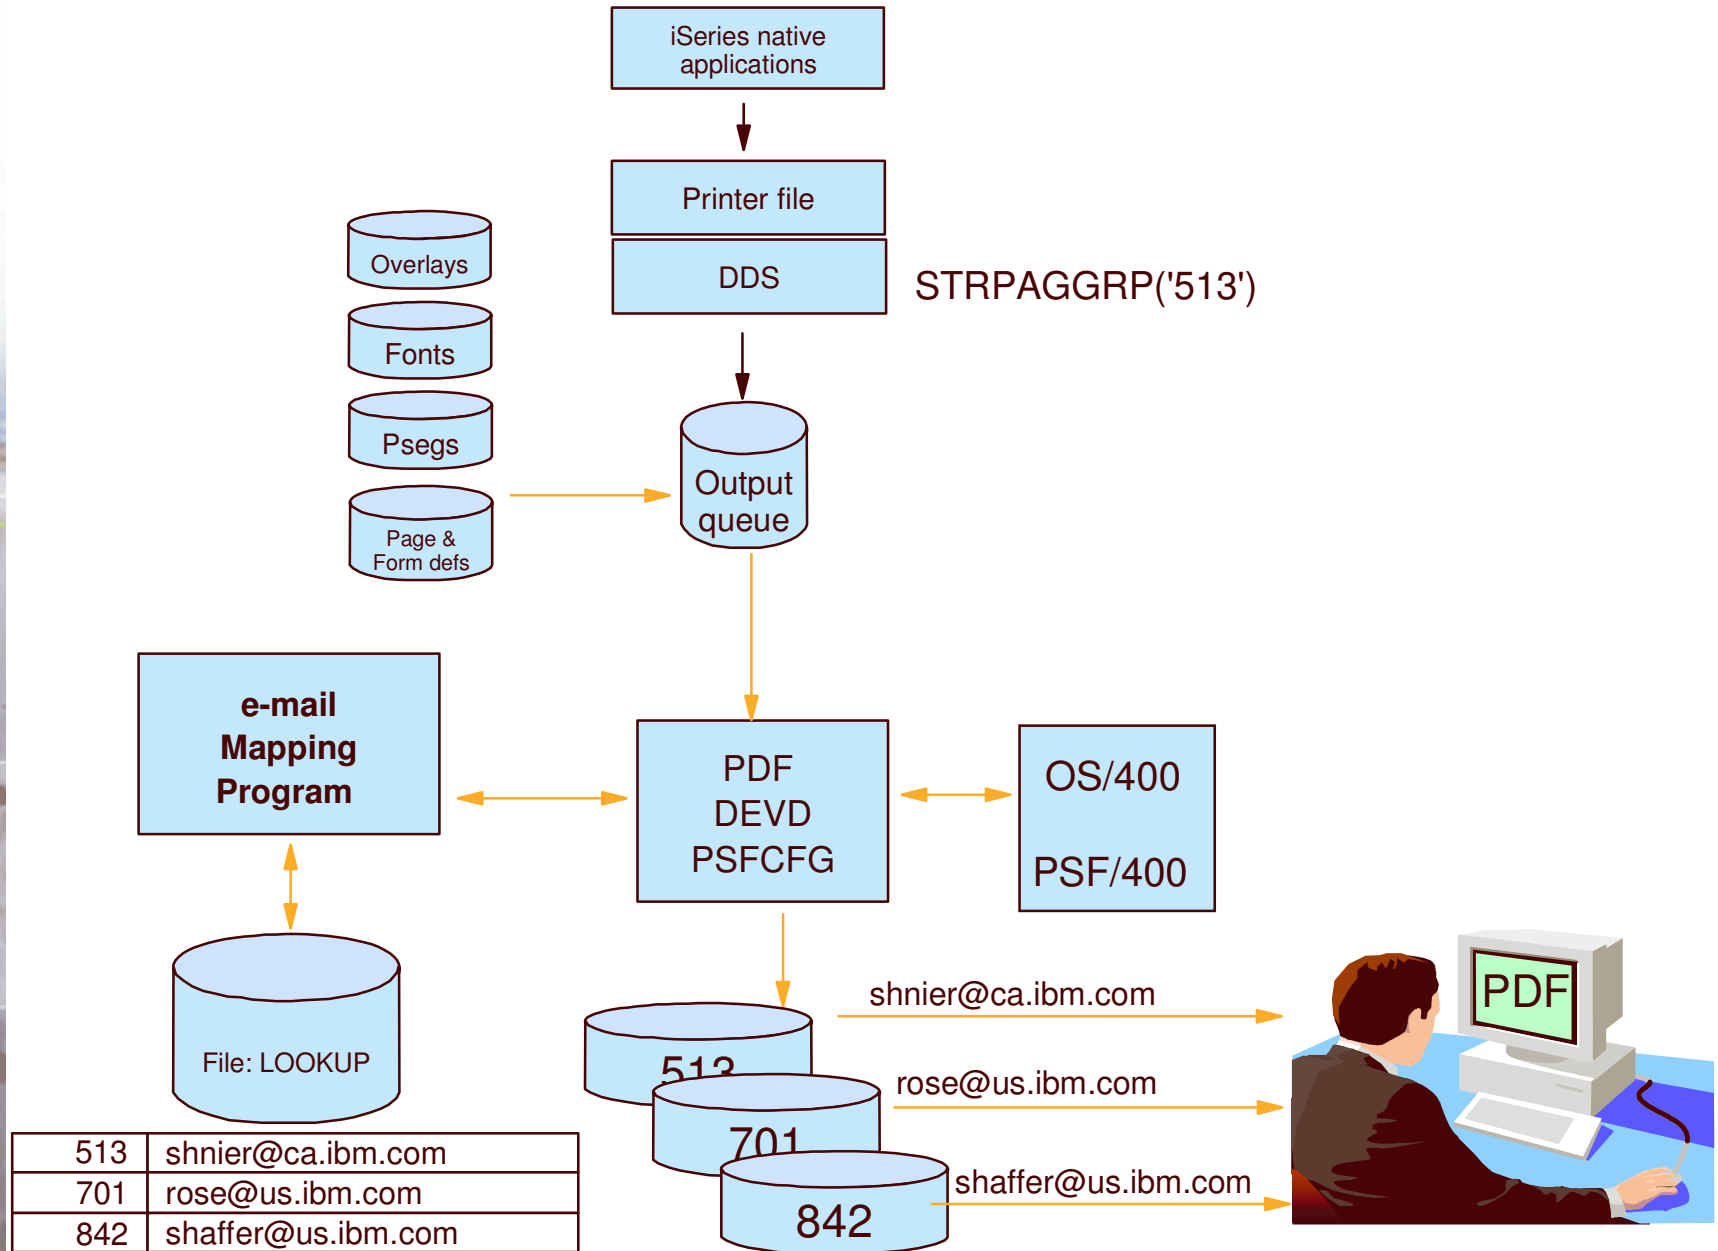 iSeries native
applications
Printer file
DDS
STRPAGGRP('513')
Overlays
Fonts
Psegs
Page &
Form defs
Output
queue
e-mail
Mapping
Program
PDF
DEVD
PSFCFG
OS/400
PSF/400
File: LOOKUP
513
701
842
shnier@ca.ibm.com
rose@us.ibm.com
shaffer@us.ibm.com
PDF
513 shnier@ca.ibm.com
701 rose@us.ibm.com
842 shaffer@us.ibm.com